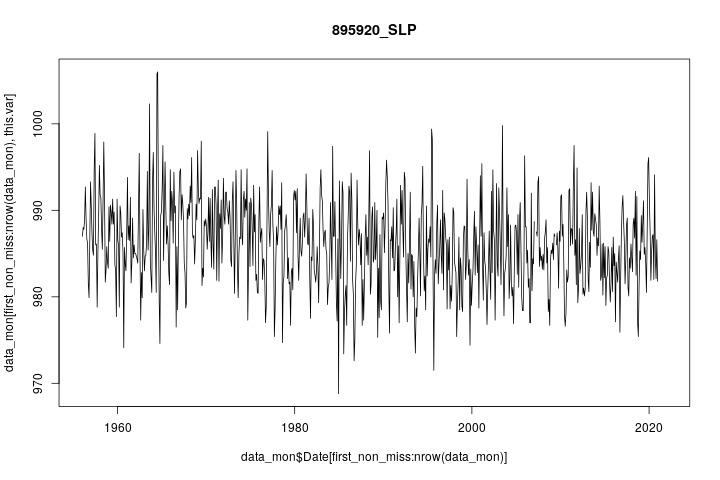 895920_SLP
data_mon[first_non_miss:nrow(data_mon), this.var]
1000
990
980
970
1960
1980
2000
2020
data_mon$Date[first_non_miss:nrow(data_mon)]